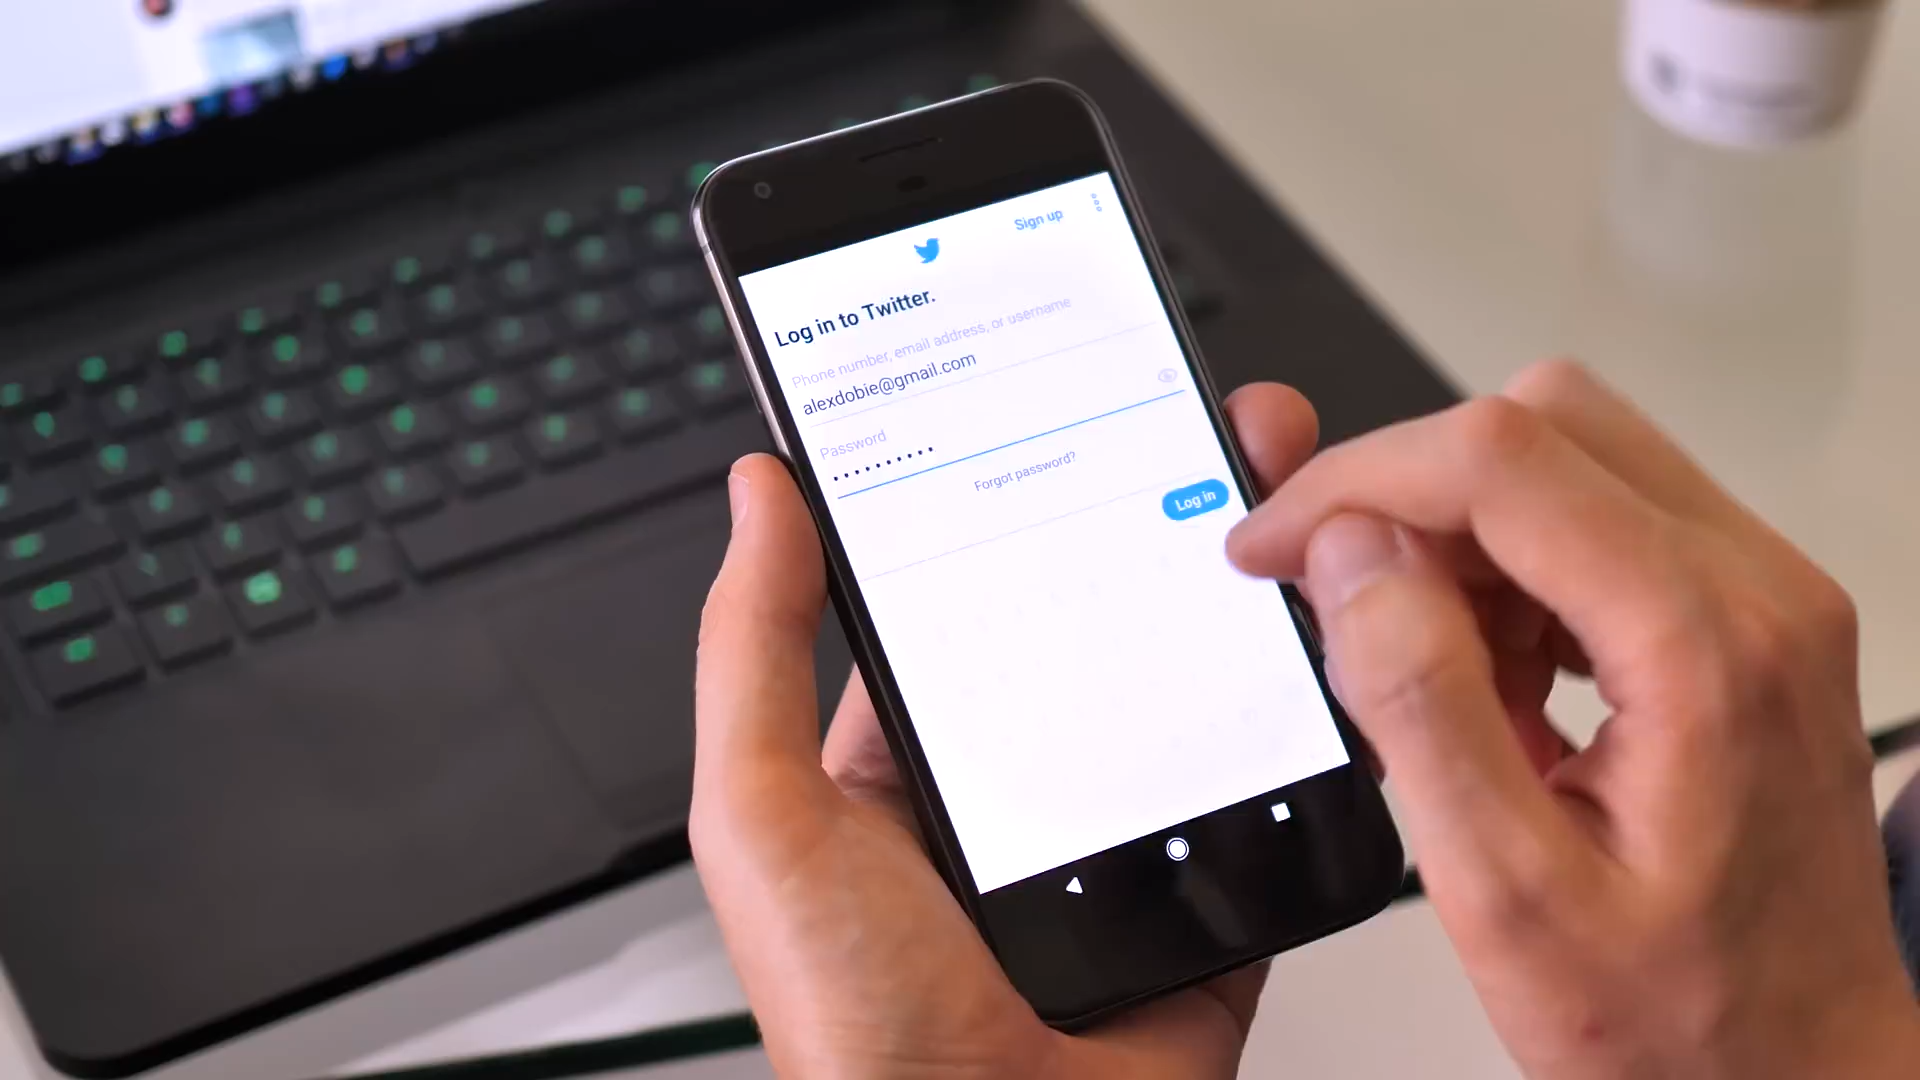 Sign up
Log in to Twitter.
Phone number, email address, or username
alexdobie@gmail.com
Password
••••••••••
Forgot password?
Log in